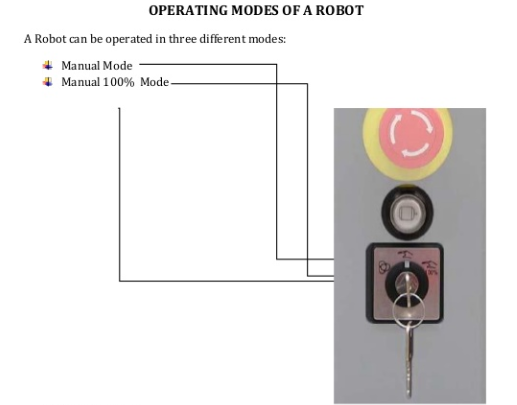 OPERATING MODES OF A ROBOT
A Robot can be operated in three different modes:
Manual Mode
Manual 100% Mode